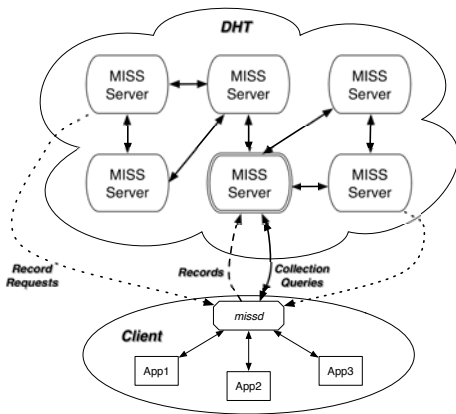 DHT
MISS
Server
MISS
Server
MISS
Server
MISS
Server
MISS
Server
MISS
Server
Record
Requests
Records
Collection
Queries
missd
Client
App1
App2
App3